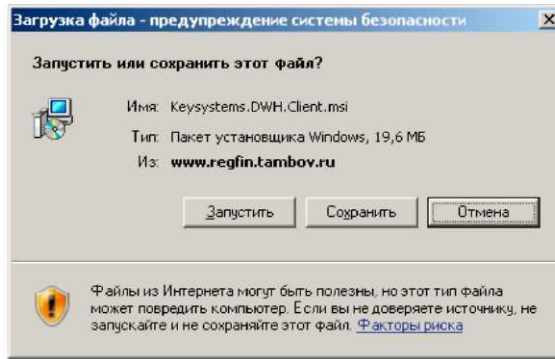 Загрузка файла - предупреждение системы безопасности
Запустить или сохранить этот файл?
Имя: Keysystems.DWH.Client.msi
Тип: Пакет установщика Windows, 19,6 МБ
Из: www.regfin.tambov.ru
Запустить Сохранить Отмена
Файлы из Интернета могут быть полезны, но этот тип файла
может повредить компьютер. Если вы не доверяете источнику, не
запускайте и не сохраняйте этот файл. Факторы риска